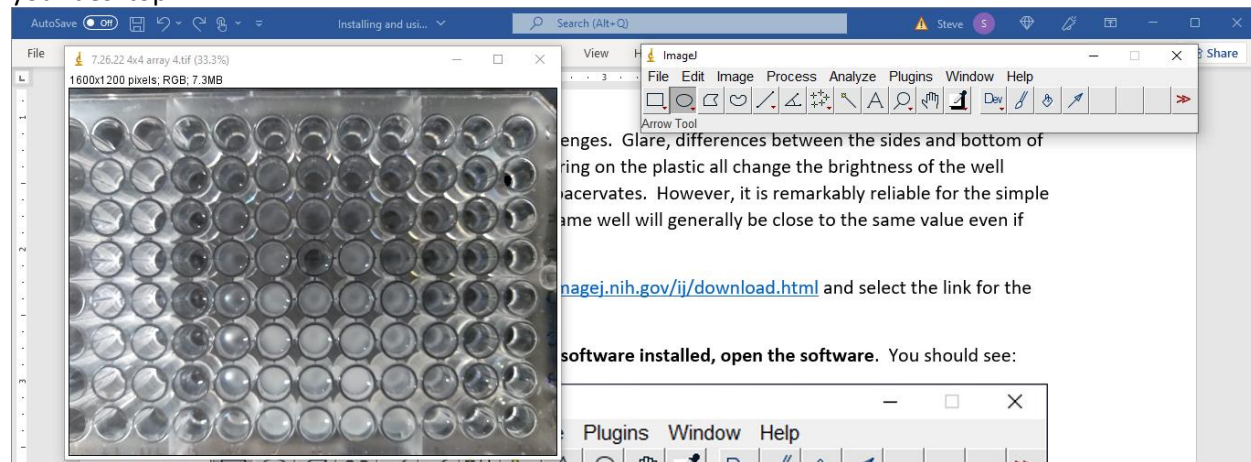 AutoSave Off Installing and usi... Search (Alt+Q) Steve S
File View Share
7.26.22 4x4 array 4.tif (33.3%)
1600x1200 pixels; RGB; 7.3MB
ImageJ
File Edit Image Process Analyze Plugins Window Help
Dev
Arrow Tool
enges. Glare, differences between the sides and bottom of
ring on the plastic all change the brightness of the well
acervates. However, it is remarkably reliable for the simple
ame well will generally be close to the same value even if
magej.nih.gov/ij/download.html and select the link for the
software installed, open the software. You should see:
Plugins Window Help